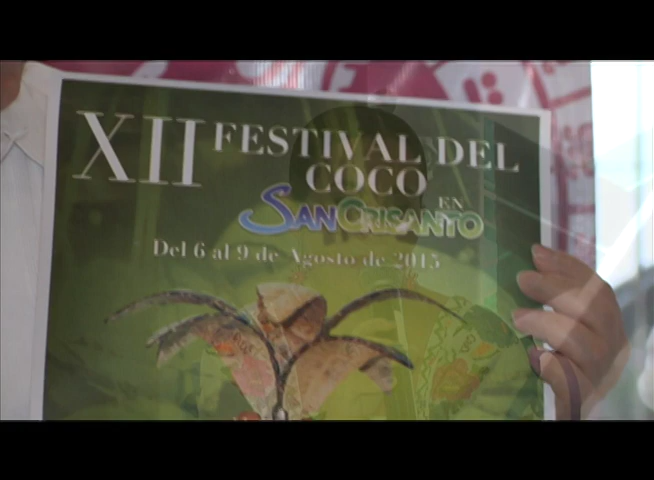 XII FESTIVAL DEL
COCO
EN
SANCRISANTO
Del 6 al 9 de Agosto de 2015